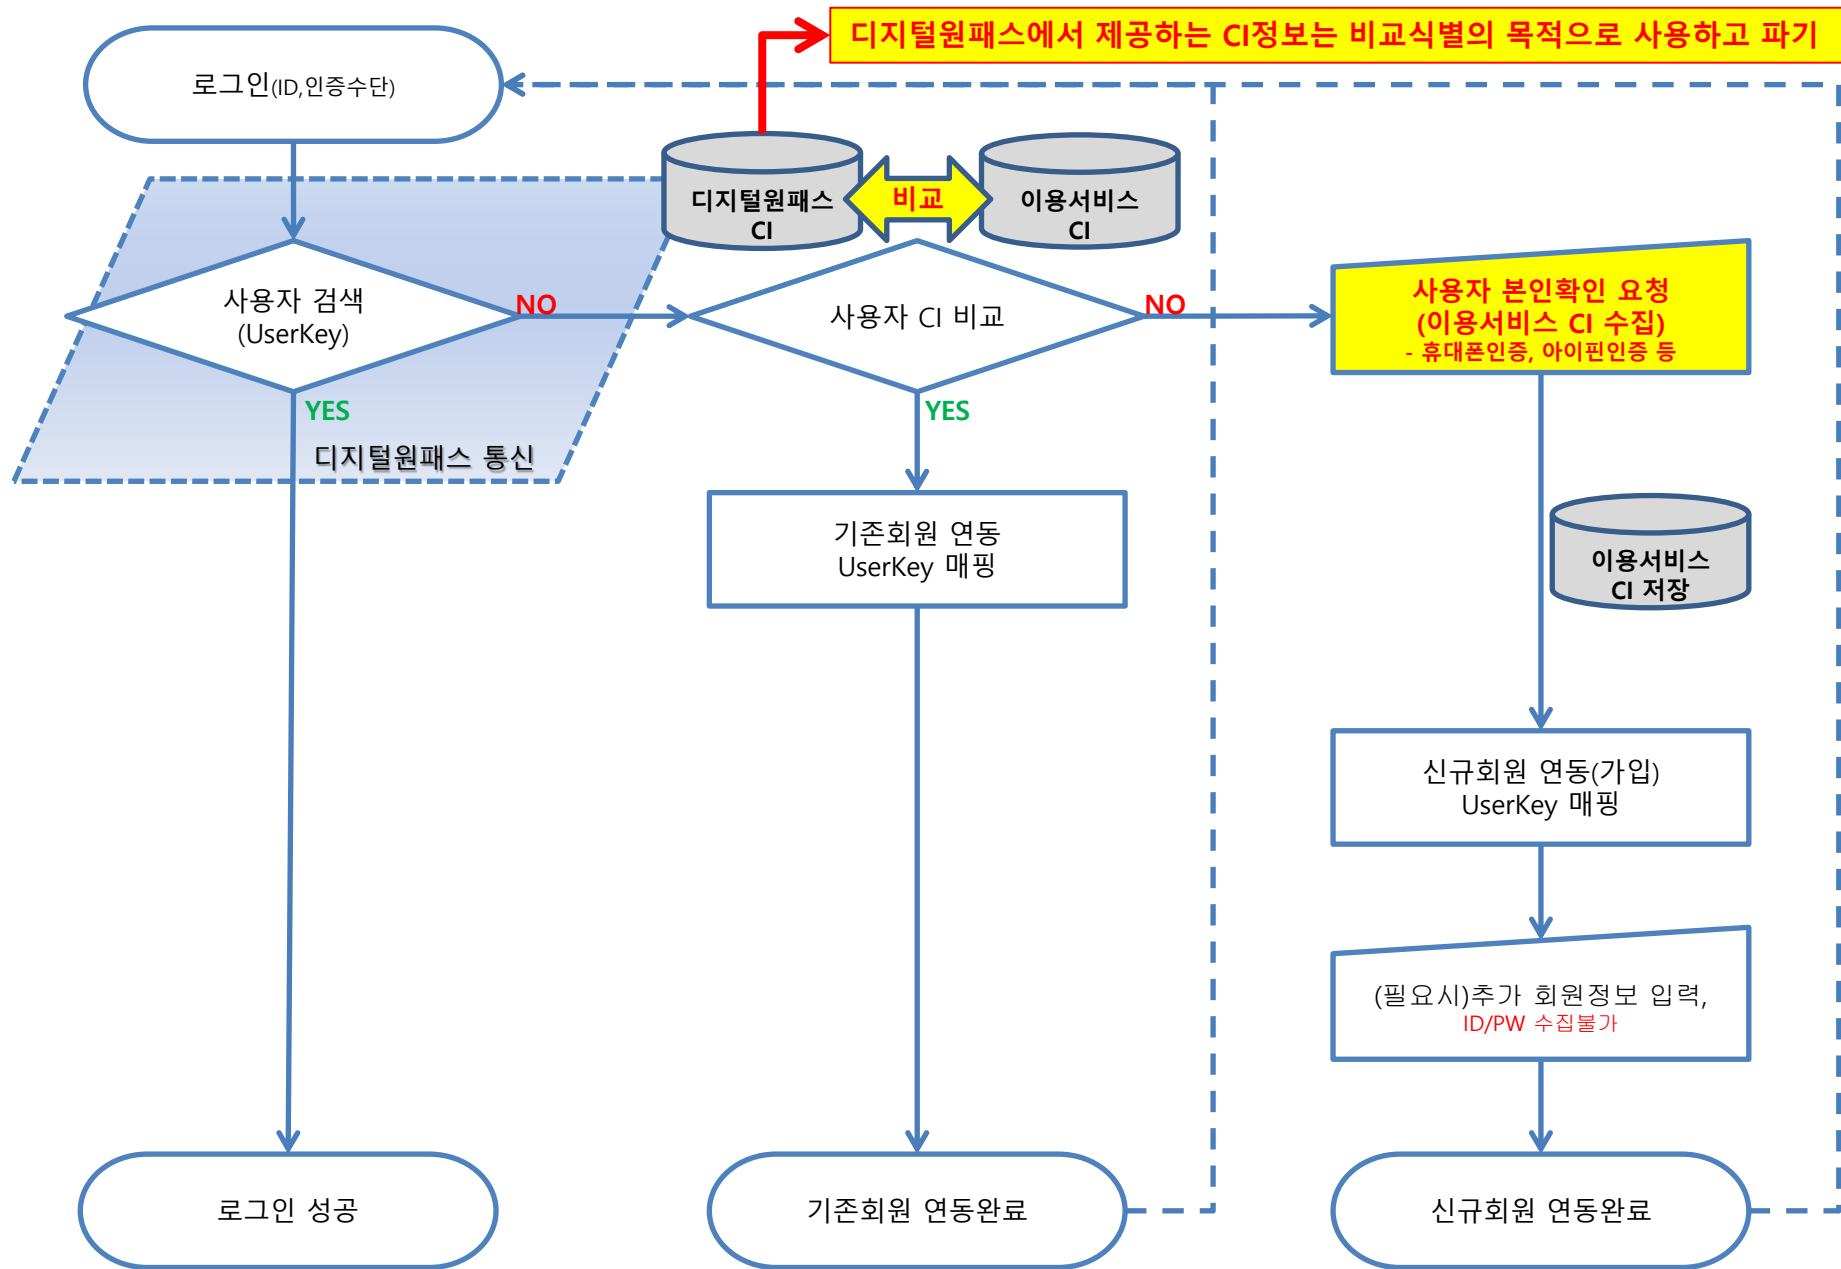 디지털원패스에서 제공하는 CI정보는 비교식별의 목적으로 사용하고 파기
로그인(ID,인증수단)
디지털원패스
CI
비교
이용서비스
CI
사용자 검색
(UserKey)
NO
사용자 CI 비교
NO
사용자 본인확인 요청
(이용서비스 CI 수집)
- 휴대폰인증, 아이핀인증 등
YES
디지털원패스 통신
YES
기존회원 연동
UserKey 매핑
이용서비스
CI 저장
신규회원 연동(가입)
UserKey 매핑
(필요시)추가 회원정보 입력,
ID/PW 수집불가
로그인 성공
기존회원 연동완료
신규회원 연동완료